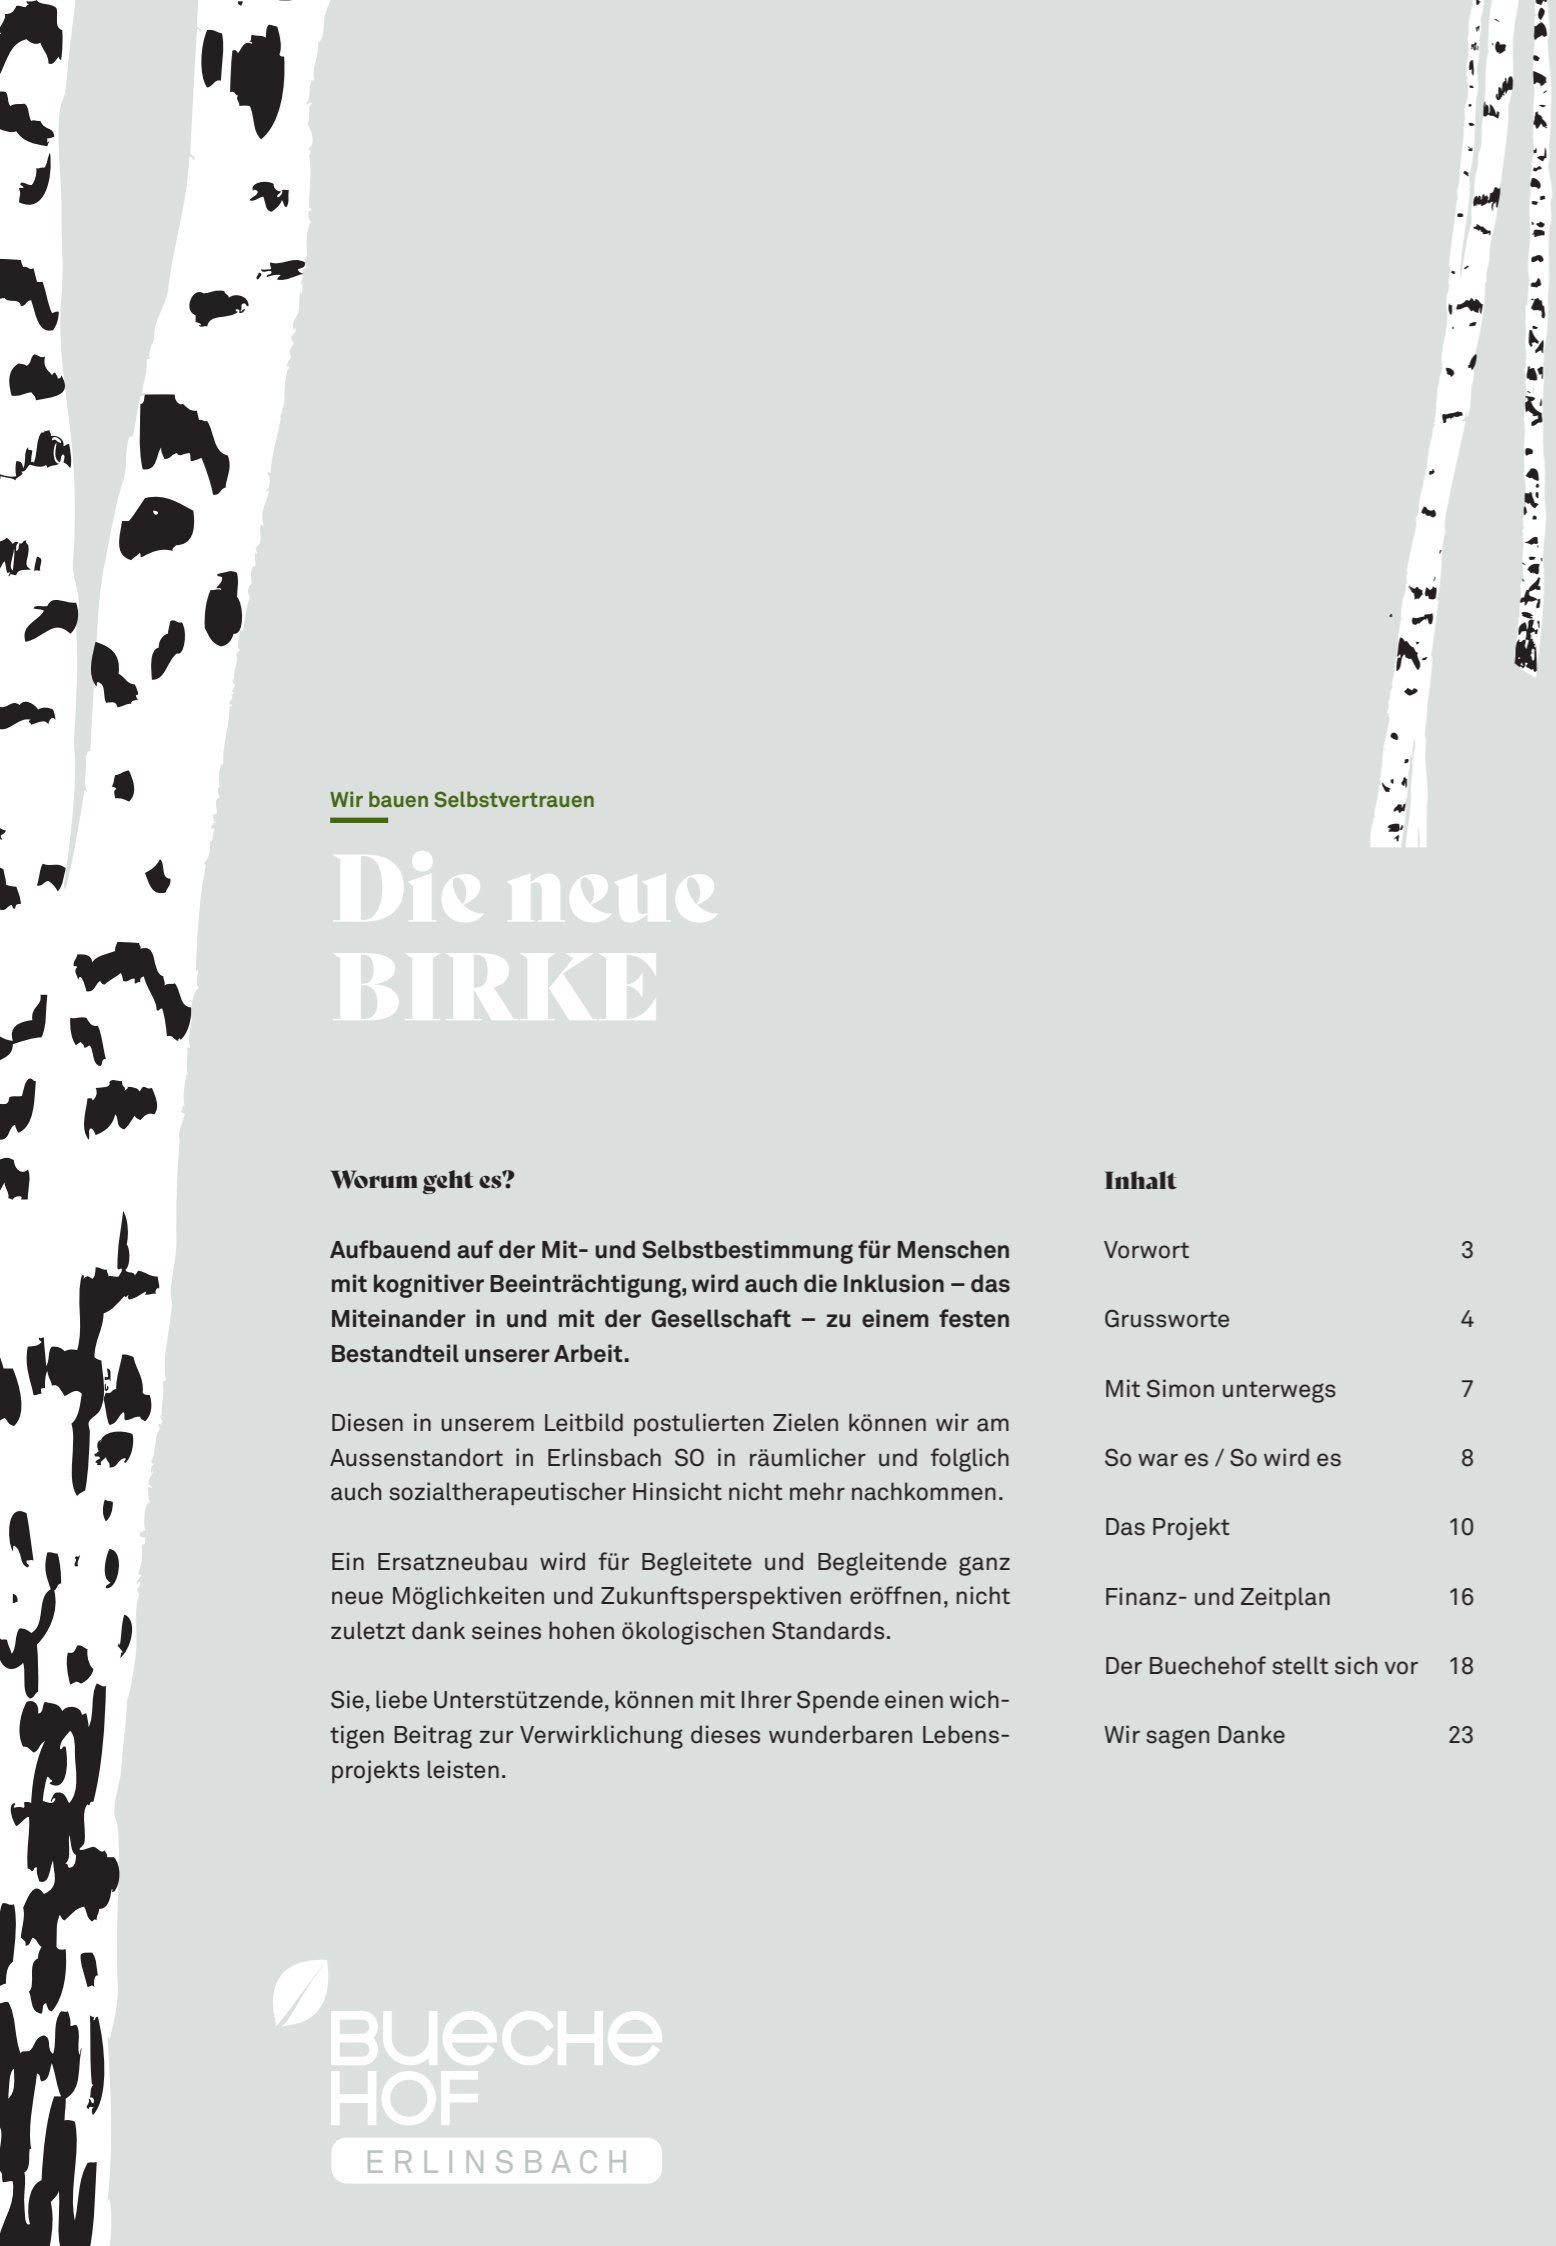 Wir bauen Selbstvertrauen
Die neue
BIRKE
Worum geht es?
Aufbauend auf der Mit- und Selbstbestimmung für Menschen
mit kognitiver Beeinträchtigung, wird auch die Inklusion – das
Miteinander in und mit der Gesellschaft – zu einem festen
Bestandteil unserer Arbeit.
Diesen in unserem Leitbild postulierten Zielen können wir am
Aussenstandort in Erlinsbach SO in räumlicher und folglich
auch sozialtherapeutischer Hinsicht nicht mehr nachkommen.
Ein Ersatzneubau wird für Begleitete und Begleitende ganz
neue Möglichkeiten und Zukunftsperspektiven eröffnen, nicht
zuletzt dank seines hohen ökologischen Standards.
Sie, liebe Unterstützende, können mit Ihrer Spende einen wich-
tigen Beitrag zur Verwirklichung dieses wunderbaren Lebens-
projekts leisten.
Inhalt
Vorwort 3
Grussworte 4
Mit Simon unterwegs 7
So war es / So wird es 8
Das Projekt 10
Finanz- und Zeitplan 16
Der Buechehof stellt sich vor 18
Wir sagen Danke 23
BUECHE
HOF
ERLINSBACH